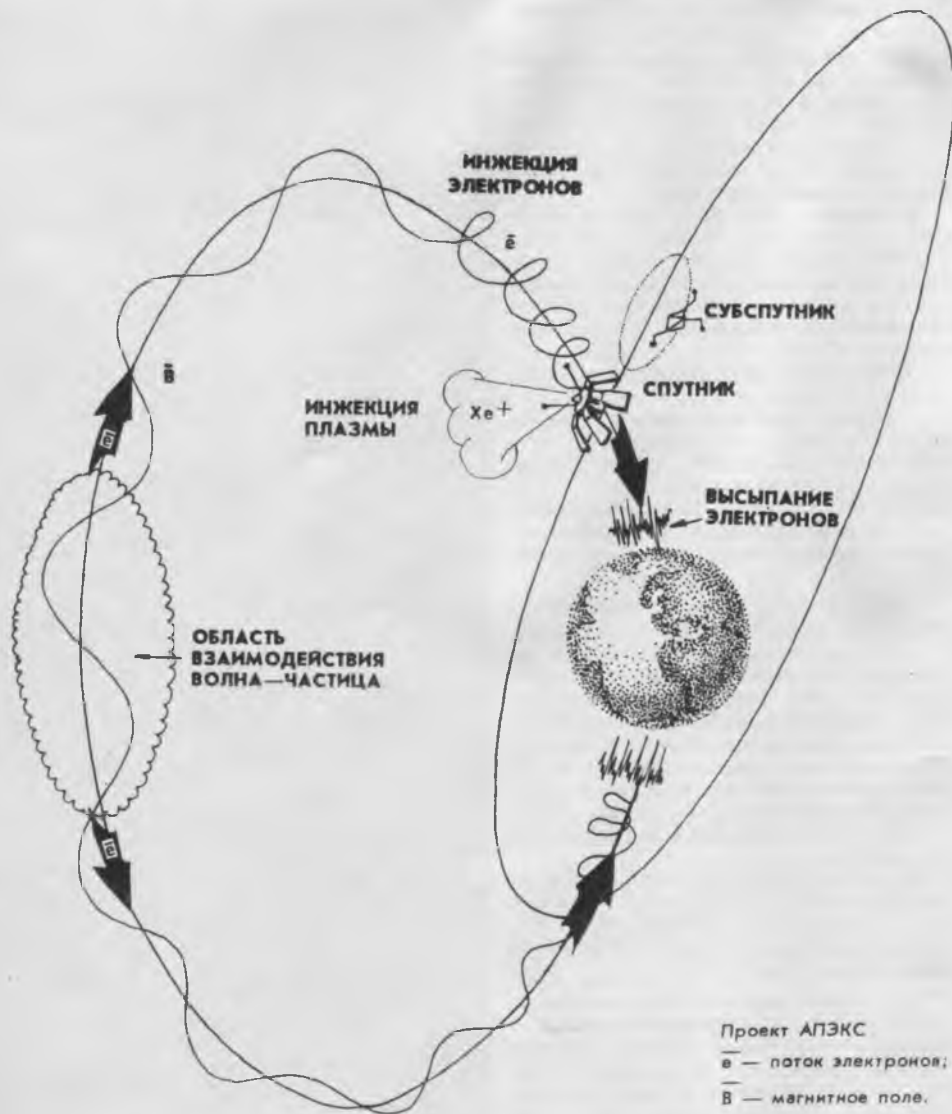 ИНЖЕКЦИЯ
ЭЛЕКТРОНОВ
e̅
СУБСПУТНИК
СПУТНИК
B̅
ИНЖЕКЦИЯ
ПЛАЗМЫ
Xe+
ВЫСЫПАНИЕ
ЭЛЕКТРОНОВ
ОБЛАСТЬ
ВЗАИМОДЕЙСТВИЯ
ВОЛНА—ЧАСТИЦА
Проект АПЭКС
e̅ — поток электронов;
B̅ — магнитное поле.